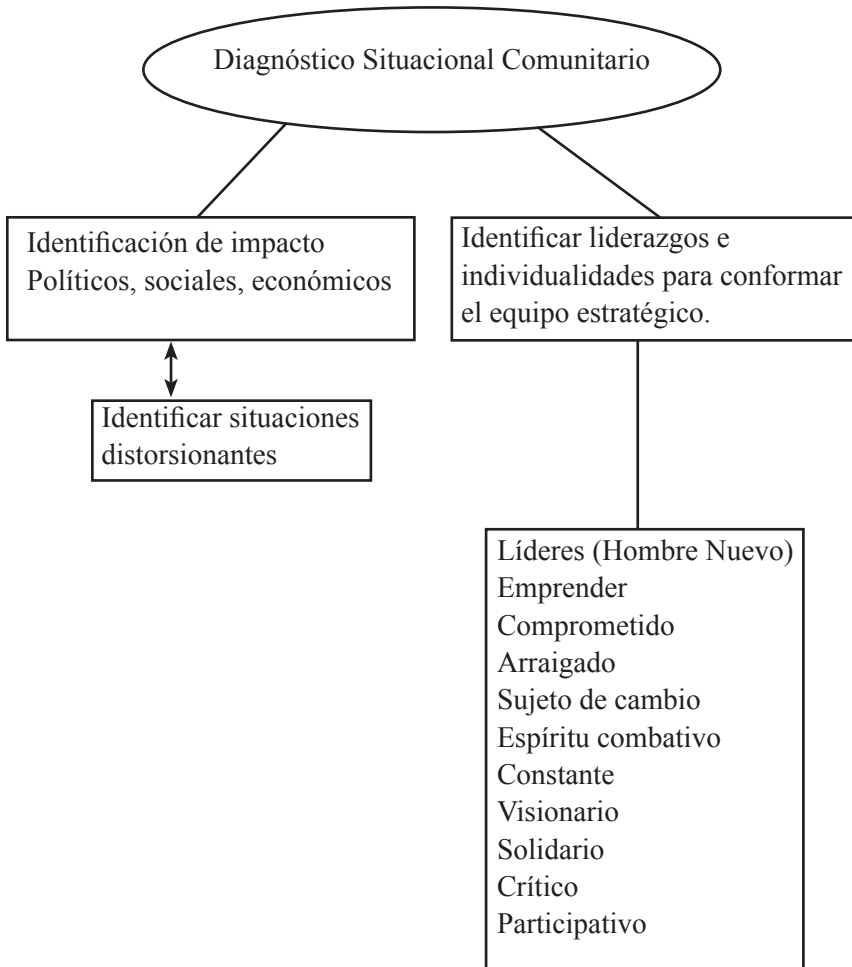 Diagnóstico Situacional Comunitario
Identificación de impacto
Políticos, sociales, económicos
Identificar situaciones
distorsionantes
Identificar liderazgos e
individualidades para conformar
el equipo estratégico.
Líderes (Hombre Nuevo)
Emprender
Comprometido
Arraigado
Sujeto de cambio
Espíritu combativo
Constante
Visionario
Solidario
Crítico
Participativo